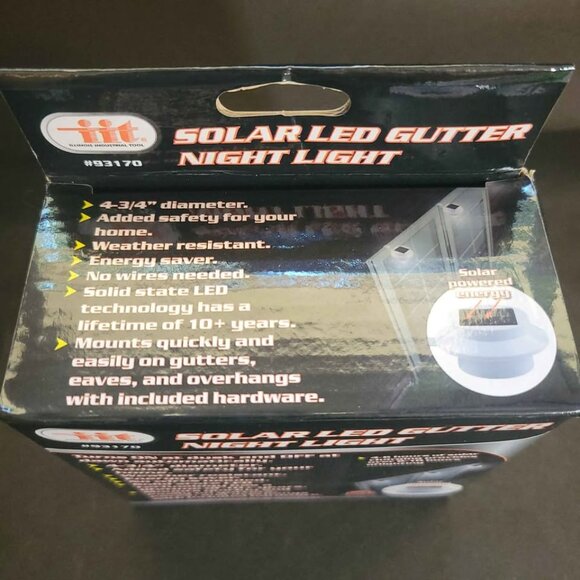 iit®
ILLINOIS INDUSTRIAL TOOL
#93170
SOLAR LED GUTTER
NIGHT LIGHT
4-3/4" diameter.
Added safety for your
home.
Weather resistant.
Energy saver.
No wires needed.
Solid state LED
technology has a
lifetime of 10+ years.
Mounts quickly and
easily on gutters,
eaves, and overhangs
with included hardware.
Solar
powered
energy
iit
#93170
SOLAR LED GUTTER
NIGHT LIGHT